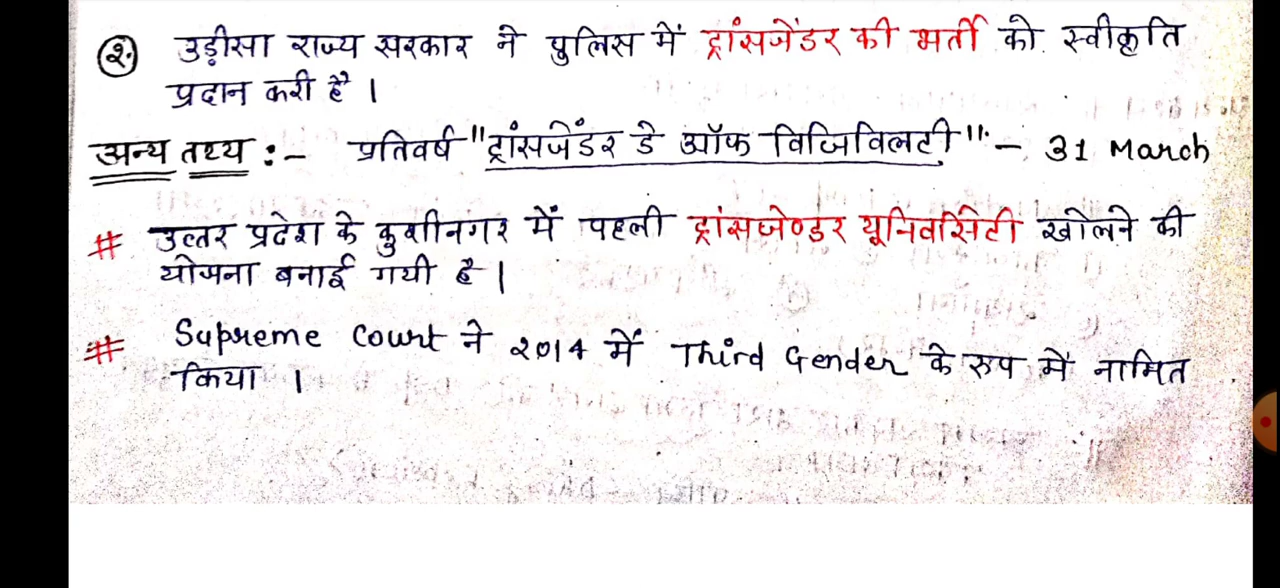 २. उड़ीसा राज्य सरकार ने पुलिस में ट्रांसजेंडर की भर्ती को स्वीकृति
प्रदान करी है ।
अन्य तथ्य :- प्रतिवर्ष "ट्रांसजेंडर डे ऑफ विजिविलटी" - 31 March
# उत्तर प्रदेश के कुशीनगर में पहली ट्रांसजेण्डर यूनिवर्सिटी खोलने की
योजना बनाई गयी है |
# Supreme Court ने 2014 में Third Gender के रुप में नामित
किया ।